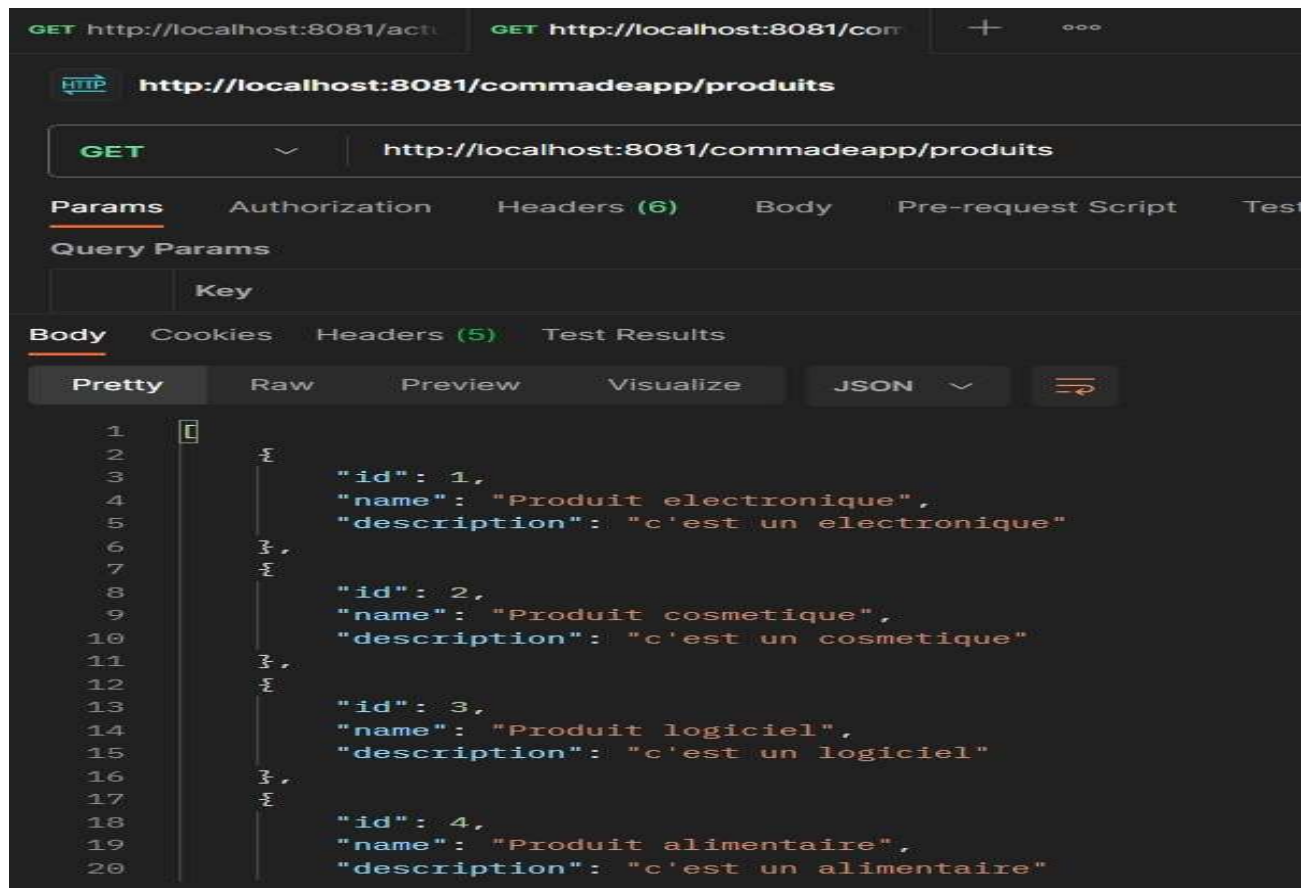 GET http://localhost:8081/act GET http://localhost:8081/com
HTTP http://localhost:8081/commadeapp/produits
GET http://localhost:8081/commadeapp/produits
Params Authorization Headers (6) Body Pre-request Script Test
Query Params
Key
Body Cookies Headers (5) Test Results
Pretty Raw Preview Visualize JSON
1 [
2 {
3 "id": 1,
4 "name": "Produit electronique",
5 "description": "c'est un electronique"
6 },
7 {
8 "id": 2,
9 "name": "Produit cosmetique",
10 "description": "c'est un cosmetique"
11 },
12 {
13 "id": 3,
14 "name": "Produit logiciel",
15 "description": "c'est un logiciel"
16 },
17 {
18 "id": 4,
19 "name": "Produit alimentaire",
20 "description": "c'est un alimentaire"